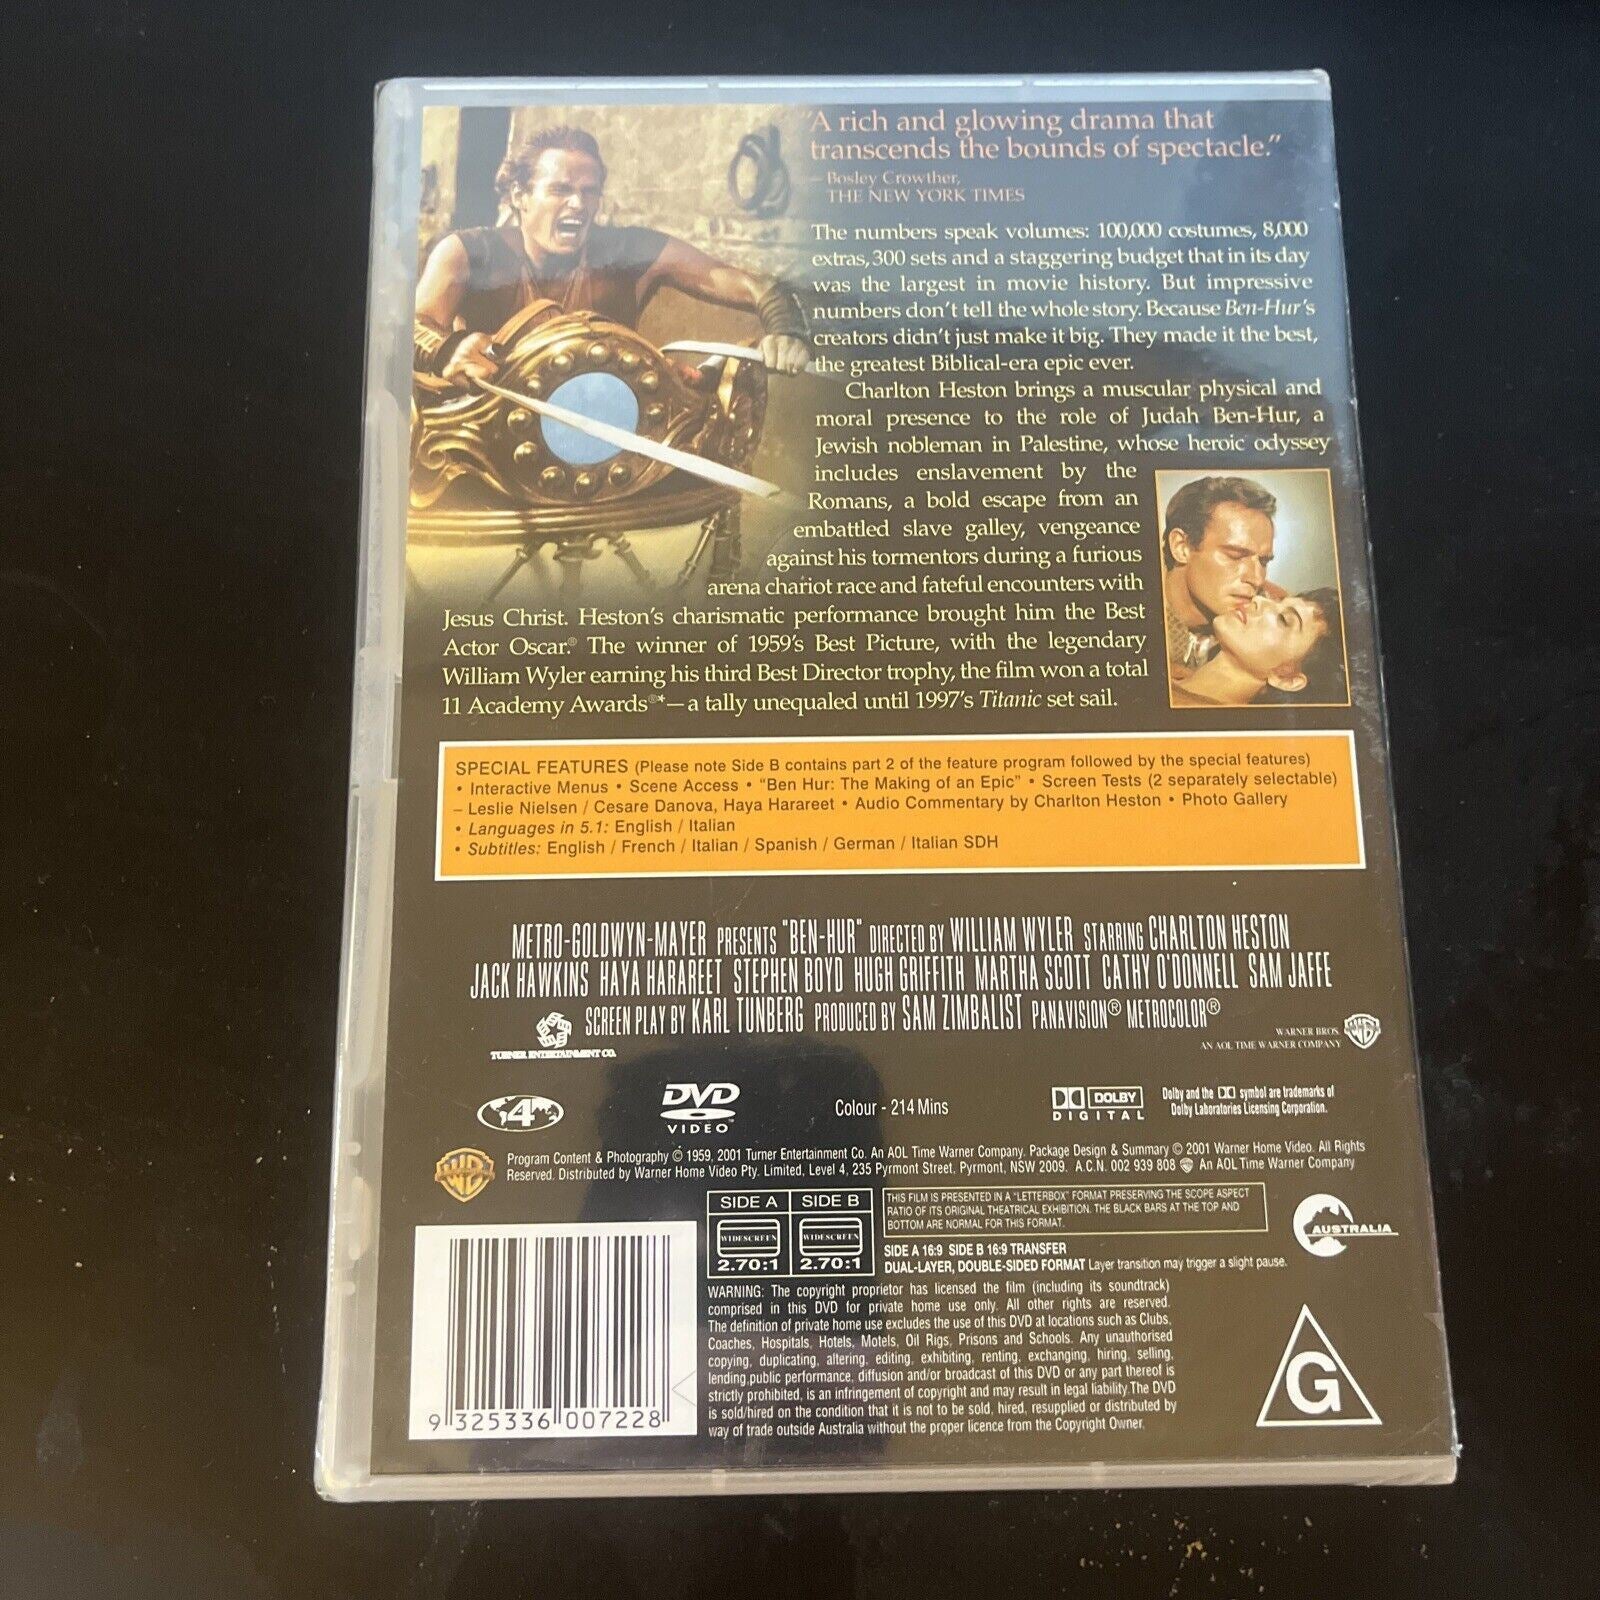 "A rich and glowing drama that
transcends the bounds of spectacle."
– Bosley Crowther,
THE NEW YORK TIMES
The numbers speak volumes: 100,000 costumes, 8,000
extras, 300 sets and a staggering budget that in its day
was the largest in movie history. But impressive
numbers don't tell the whole story. Because Ben-Hur's
creators didn't just make it big. They made it the best,
the greatest Biblical-era epic ever.
Charlton Heston brings a muscular physical and
moral presence to the role of Judah Ben-Hur, a
Jewish nobleman in Palestine, whose heroic odyssey
includes enslavement by the
Romans, a bold escape from an
embattled slave galley, vengeance
against his tormentors during a furious
arena chariot race and fateful encounters with
Jesus Christ. Heston's charismatic performance brought him the Best
Actor Oscar.® The winner of 1959's Best Picture, with the legendary
William Wyler earning his third Best Director trophy, the film won a total
11 Academy Awards®*—a tally unequaled until 1997's Titanic set sail.
SPECIAL FEATURES (Please note Side B contains part 2 of the feature program followed by the special features)
• Interactive Menus • Scene Access • "Ben Hur: The Making of an Epic" • Screen Tests (2 separately selectable)
– Leslie Nielsen / Cesare Danova, Haya Harareet • Audio Commentary by Charlton Heston • Photo Gallery
• Languages in 5.1: English / Italian
• Subtitles: English / French / Italian / Spanish / German / Italian SDH
METRO-GOLDWYN-MAYER PRESENTS "BEN-HUR" DIRECTED BY WILLIAM WYLER STARRING CHARLTON HESTON
JACK HAWKINS HAYA HARAREET STEPHEN BOYD HUGH GRIFFITH MARTHA SCOTT CATHY O'DONNELL SAM JAFFE
SCREEN PLAY BY KARL TUNBERG PRODUCED BY SAM ZIMBALIST PANAVISION® METROCOLOR®
TURNER ENTERTAINMENT CO.
WARNER BROS.
AN AOL TIME WARNER COMPANY
4
DVD
VIDEO
Colour - 214 Mins
DOLBY
DIGITAL
Dolby and the symbol are trademarks of
Dolby Laboratories Licensing Corporation.
Program Content & Photography © 1959, 2001 Turner Entertainment Co. An AOL Time Warner Company. Package Design & Summary © 2001 Warner Home Video. All Rights
Reserved. Distributed by Warner Home Video Pty. Limited, Level 4, 235 Pyrmont Street, Pyrmont, NSW 2009. A.C.N. 002 939 808 An AOL Time Warner Company
SIDE A SIDE B
WIDESCREEN WIDESCREEN
2.70:1 2.70:1
THIS FILM IS PRESENTED IN A "LETTERBOX" FORMAT PRESERVING THE SCOPE ASPECT
RATIO OF ITS ORIGINAL THEATRICAL EXHIBITION. THE BLACK BARS AT THE TOP AND
BOTTOM ARE NORMAL FOR THIS FORMAT.
SIDE A 16:9 SIDE B 16:9 TRANSFER
DUAL-LAYER, DOUBLE-SIDED FORMAT Layer transition may trigger a slight pause.
AUSTRALIA
WARNING: The copyright proprietor has licensed the film (including its soundtrack)
comprised in this DVD for private home use only. All other rights are reserved.
The definition of private home use excludes the use of this DVD at locations such as Clubs,
Coaches, Hospitals, Hotels, Motels, Oil Rigs, Prisons and Schools. Any unauthorised
copying, duplicating, altering, editing, exhibiting, renting, exchanging, hiring, selling,
lending,public performance, diffusion and/or broadcast of this DVD or any part thereof is
strictly prohibited, is an infringement of copyright and may result in legal liability.The DVD
is sold/hired on the condition that it is not to be sold, hired, resupplied or distributed by
way of trade outside Australia without the proper licence from the Copyright Owner.
9 325336 007228
G